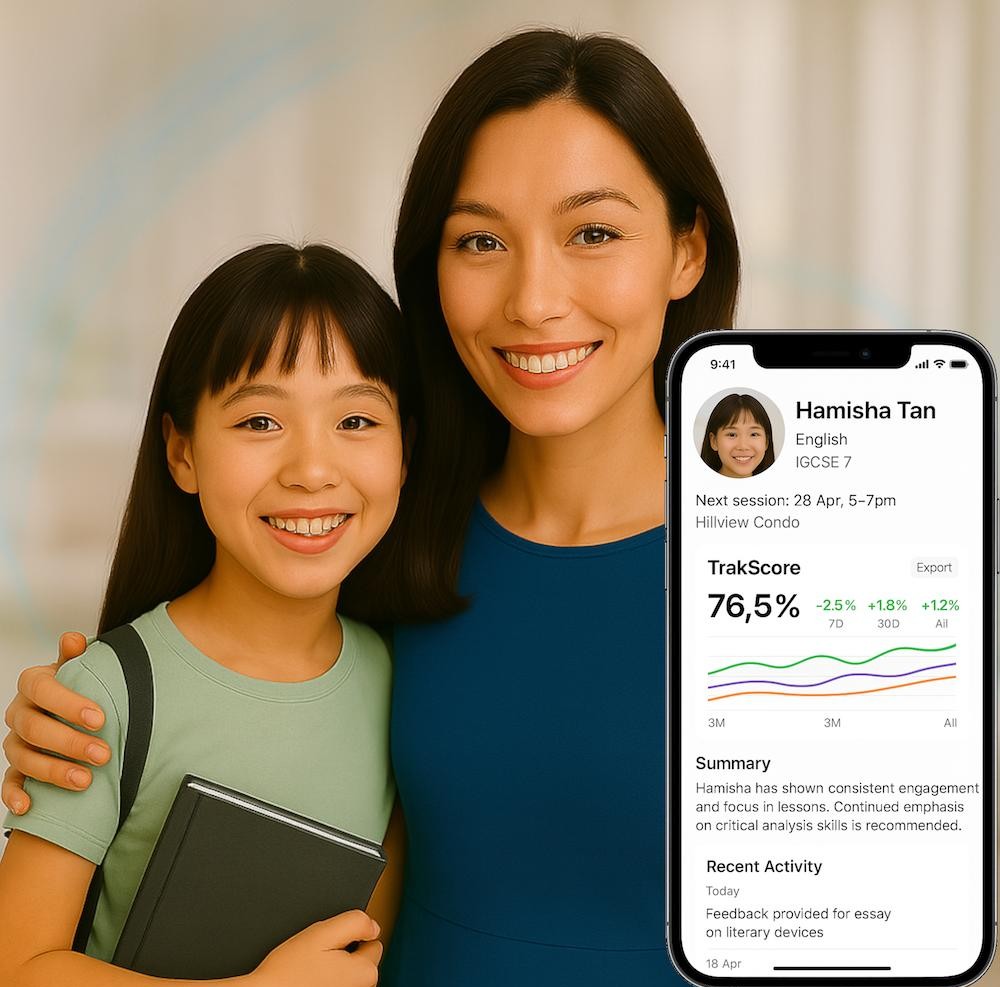 9:41
Hamisha Tan
English
IGCSE 7
Next session: 28 Apr, 5–7pm
Hillview Condo
TrakScore
Export
76,5%
-2.5% +1.8% +1.2%
7D 30D All
3M 3M All
Summary
Hamisha has shown consistent engagement
and focus in lessons. Continued emphasis
on critical analysis skills is recommended.
Recent Activity
Today
Feedback provided for essay
on literary devices
18 Apr